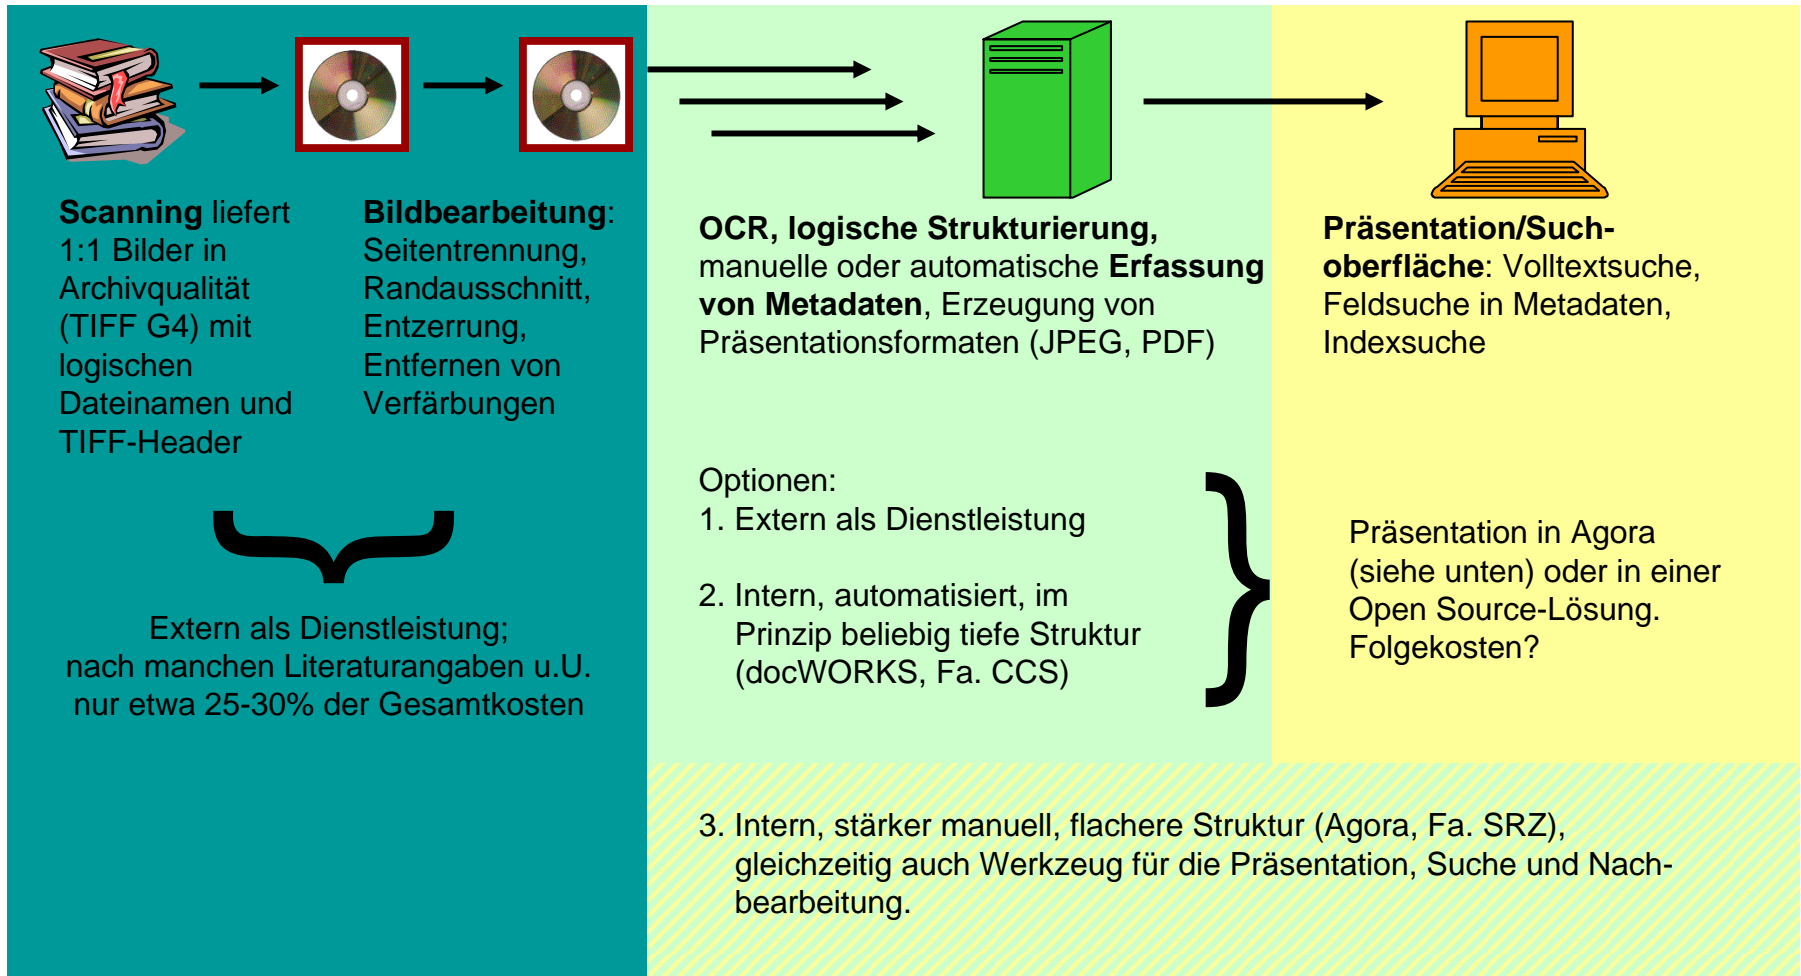 Scanning liefert
1:1 Bilder in
Archivqualität
(TIFF G4) mit
logischen
Dateinamen und
TIFF-Header
Bildbearbeitung:
Seitentrennung,
Randausschnitt,
Entzerrung,
Entfernen von
Verfärbungen
Extern als Dienstleistung;
nach manchen Literaturangaben u.U.
nur etwa 25-30% der Gesamtkosten
OCR, logische Strukturierung,
manuelle oder automatische Erfassung
von Metadaten, Erzeugung von
Präsentationsformaten (JPEG, PDF)
Optionen:
1. Extern als Dienstleistung
2. Intern, automatisiert, im
Prinzip beliebig tiefe Struktur
(docWORKS, Fa. CCS)
Präsentation/Such-
oberfläche: Volltextsuche,
Feldsuche in Metadaten,
Indexsuche
Präsentation in Agora
(siehe unten) oder in einer
Open Source-Lösung.
Folgekosten?
3. Intern, stärker manuell, flachere Struktur (Agora, Fa. SRZ),
gleichzeitig auch Werkzeug für die Präsentation, Suche und Nach-
bearbeitung.